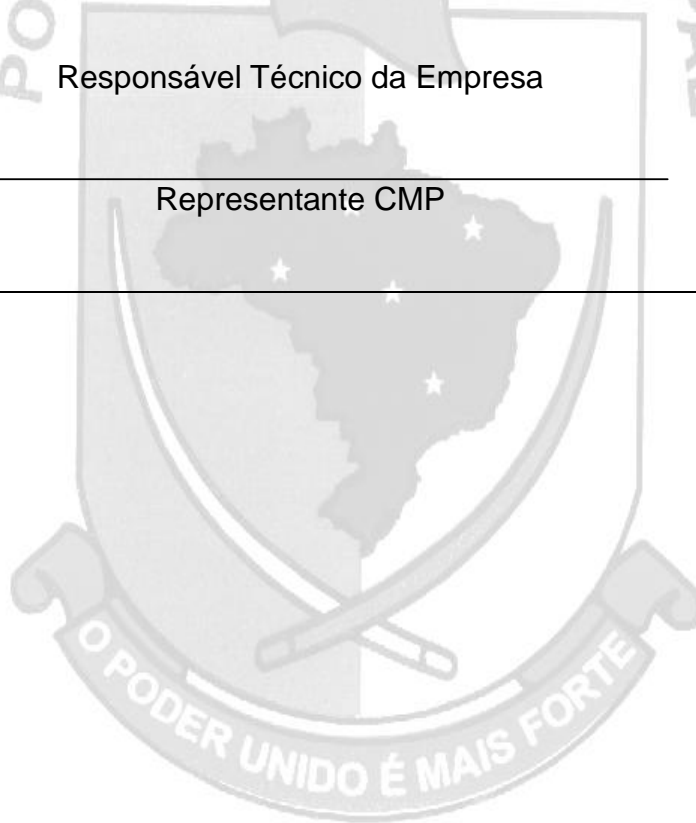 Responsável Técnico da Empresa
Representante CMP
O PODER UNIDO É MAIS FORTE